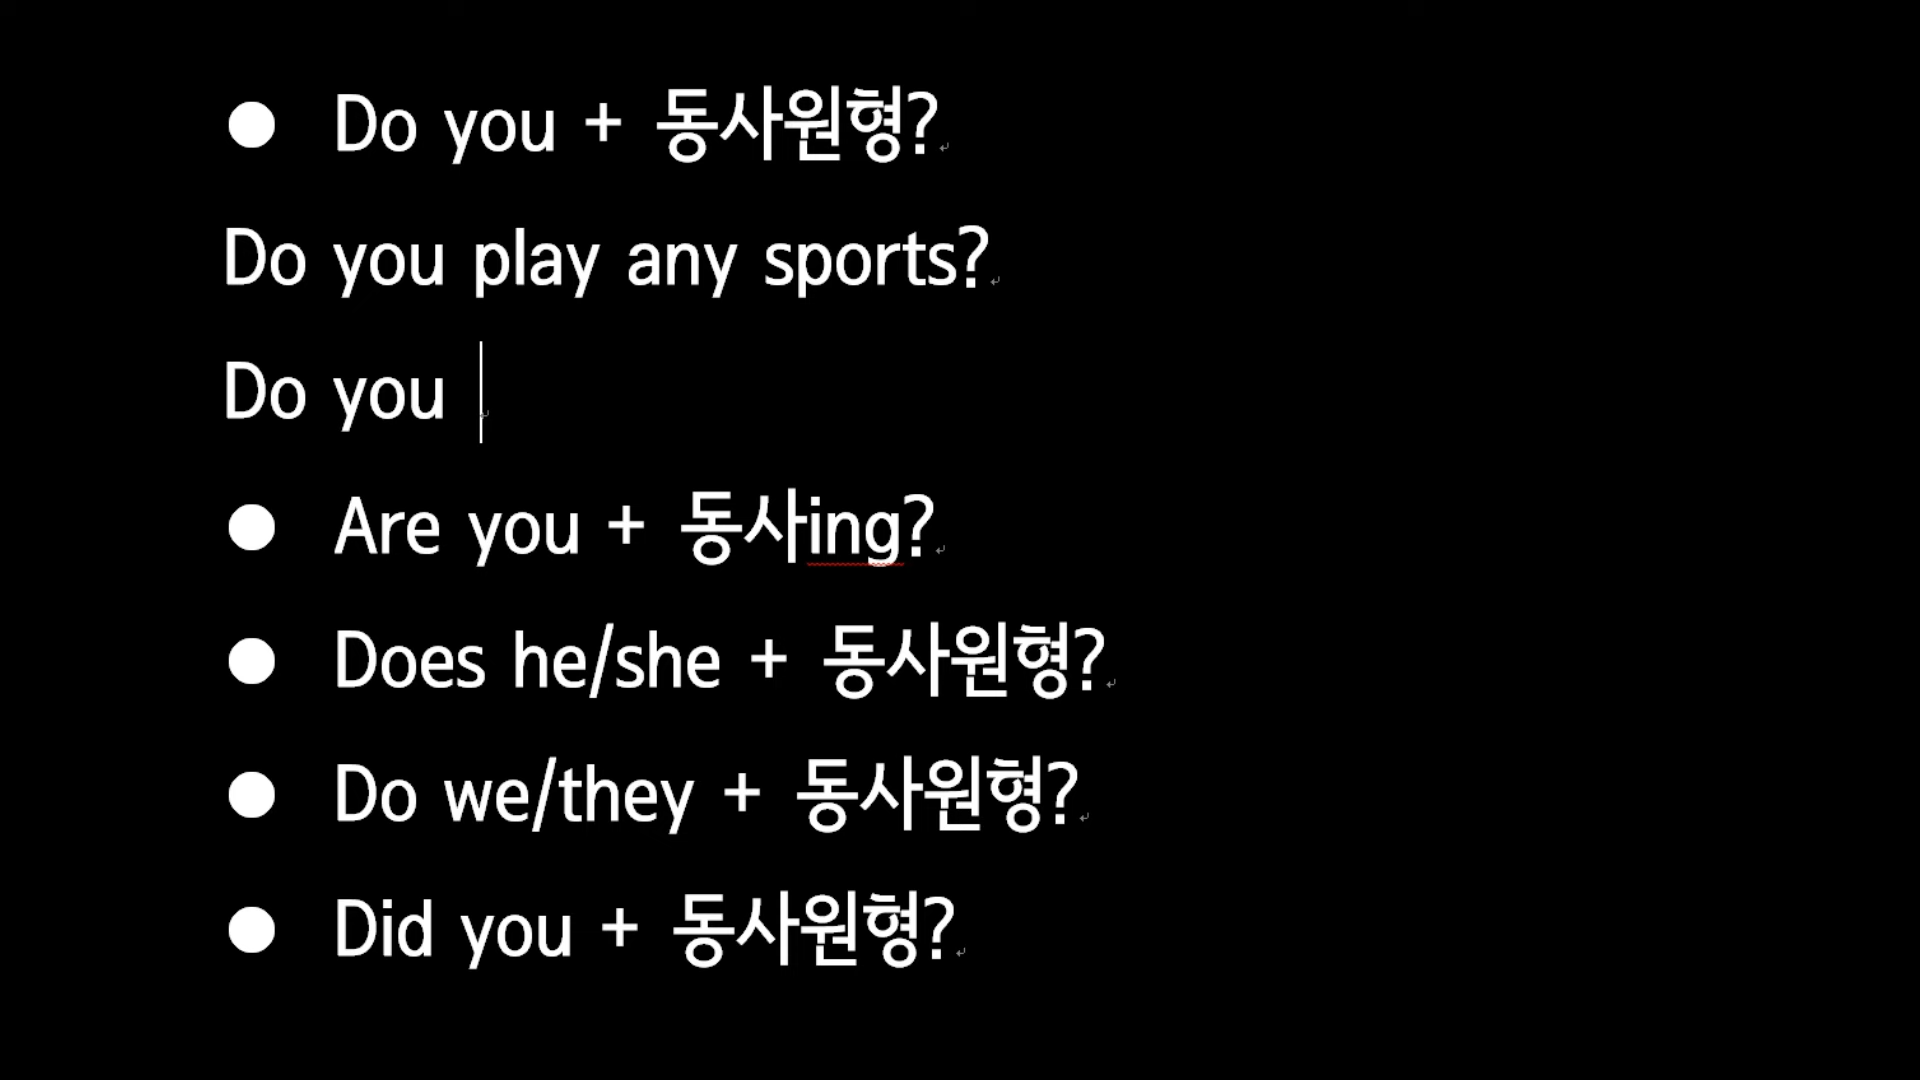 ● Do you + 동사원형?
Do you play any sports?
Do you
● Are you + 동사ing?
● Does he/she + 동사원형?
● Do we/they + 동사원형?
● Did you + 동사원형?